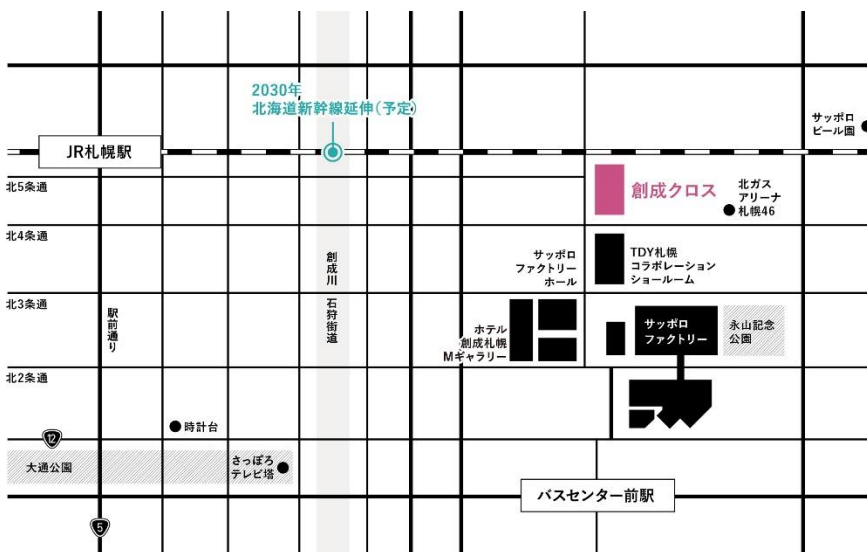 2030年
北海道新幹線延伸(予定)
サッポロ
ビール園
JR札幌駅
北5条通
創成クロス
北ガス
アリーナ
札幌46
北4条通
創成川 石狩街道
サッポロ
ファクトリー
ホール
TDY札幌
コラボレーション
ショールーム
北3条通
駅前通り
ホテル
創成札幌
Mギャラリー
サッポロ
ファクトリー
永山記念
公園
北2条通
時計台
12
大通公園
さっぽろ
テレビ塔
バスセンター前駅
5